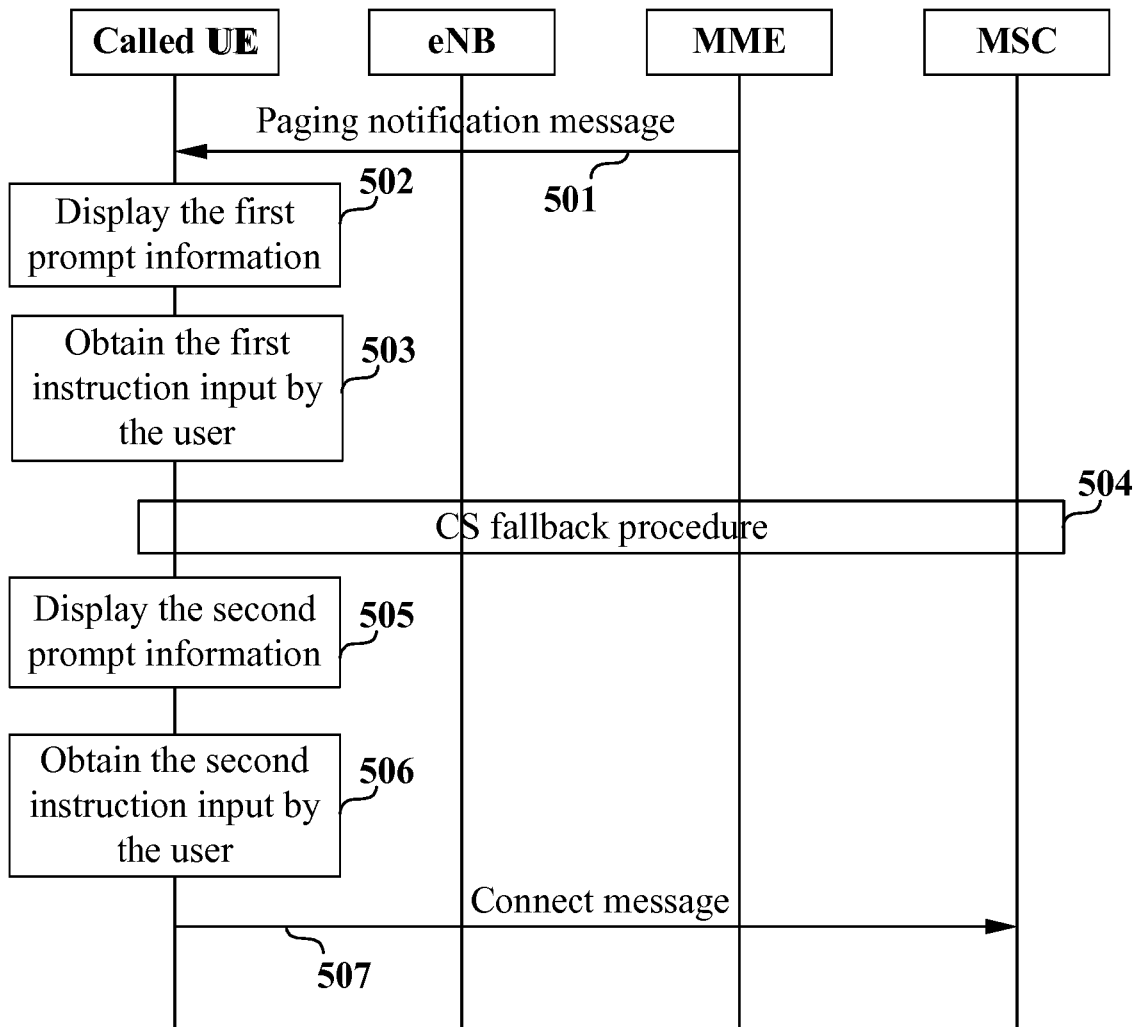 Called UE
eNB
MME
MSC
Paging notification message
501
502
Display the first
prompt information
503
Obtain the first
instruction input by
the user
504
CS fallback procedure
505
Display the second
prompt information
506
Obtain the second
instruction input by
the user
Connect message
507